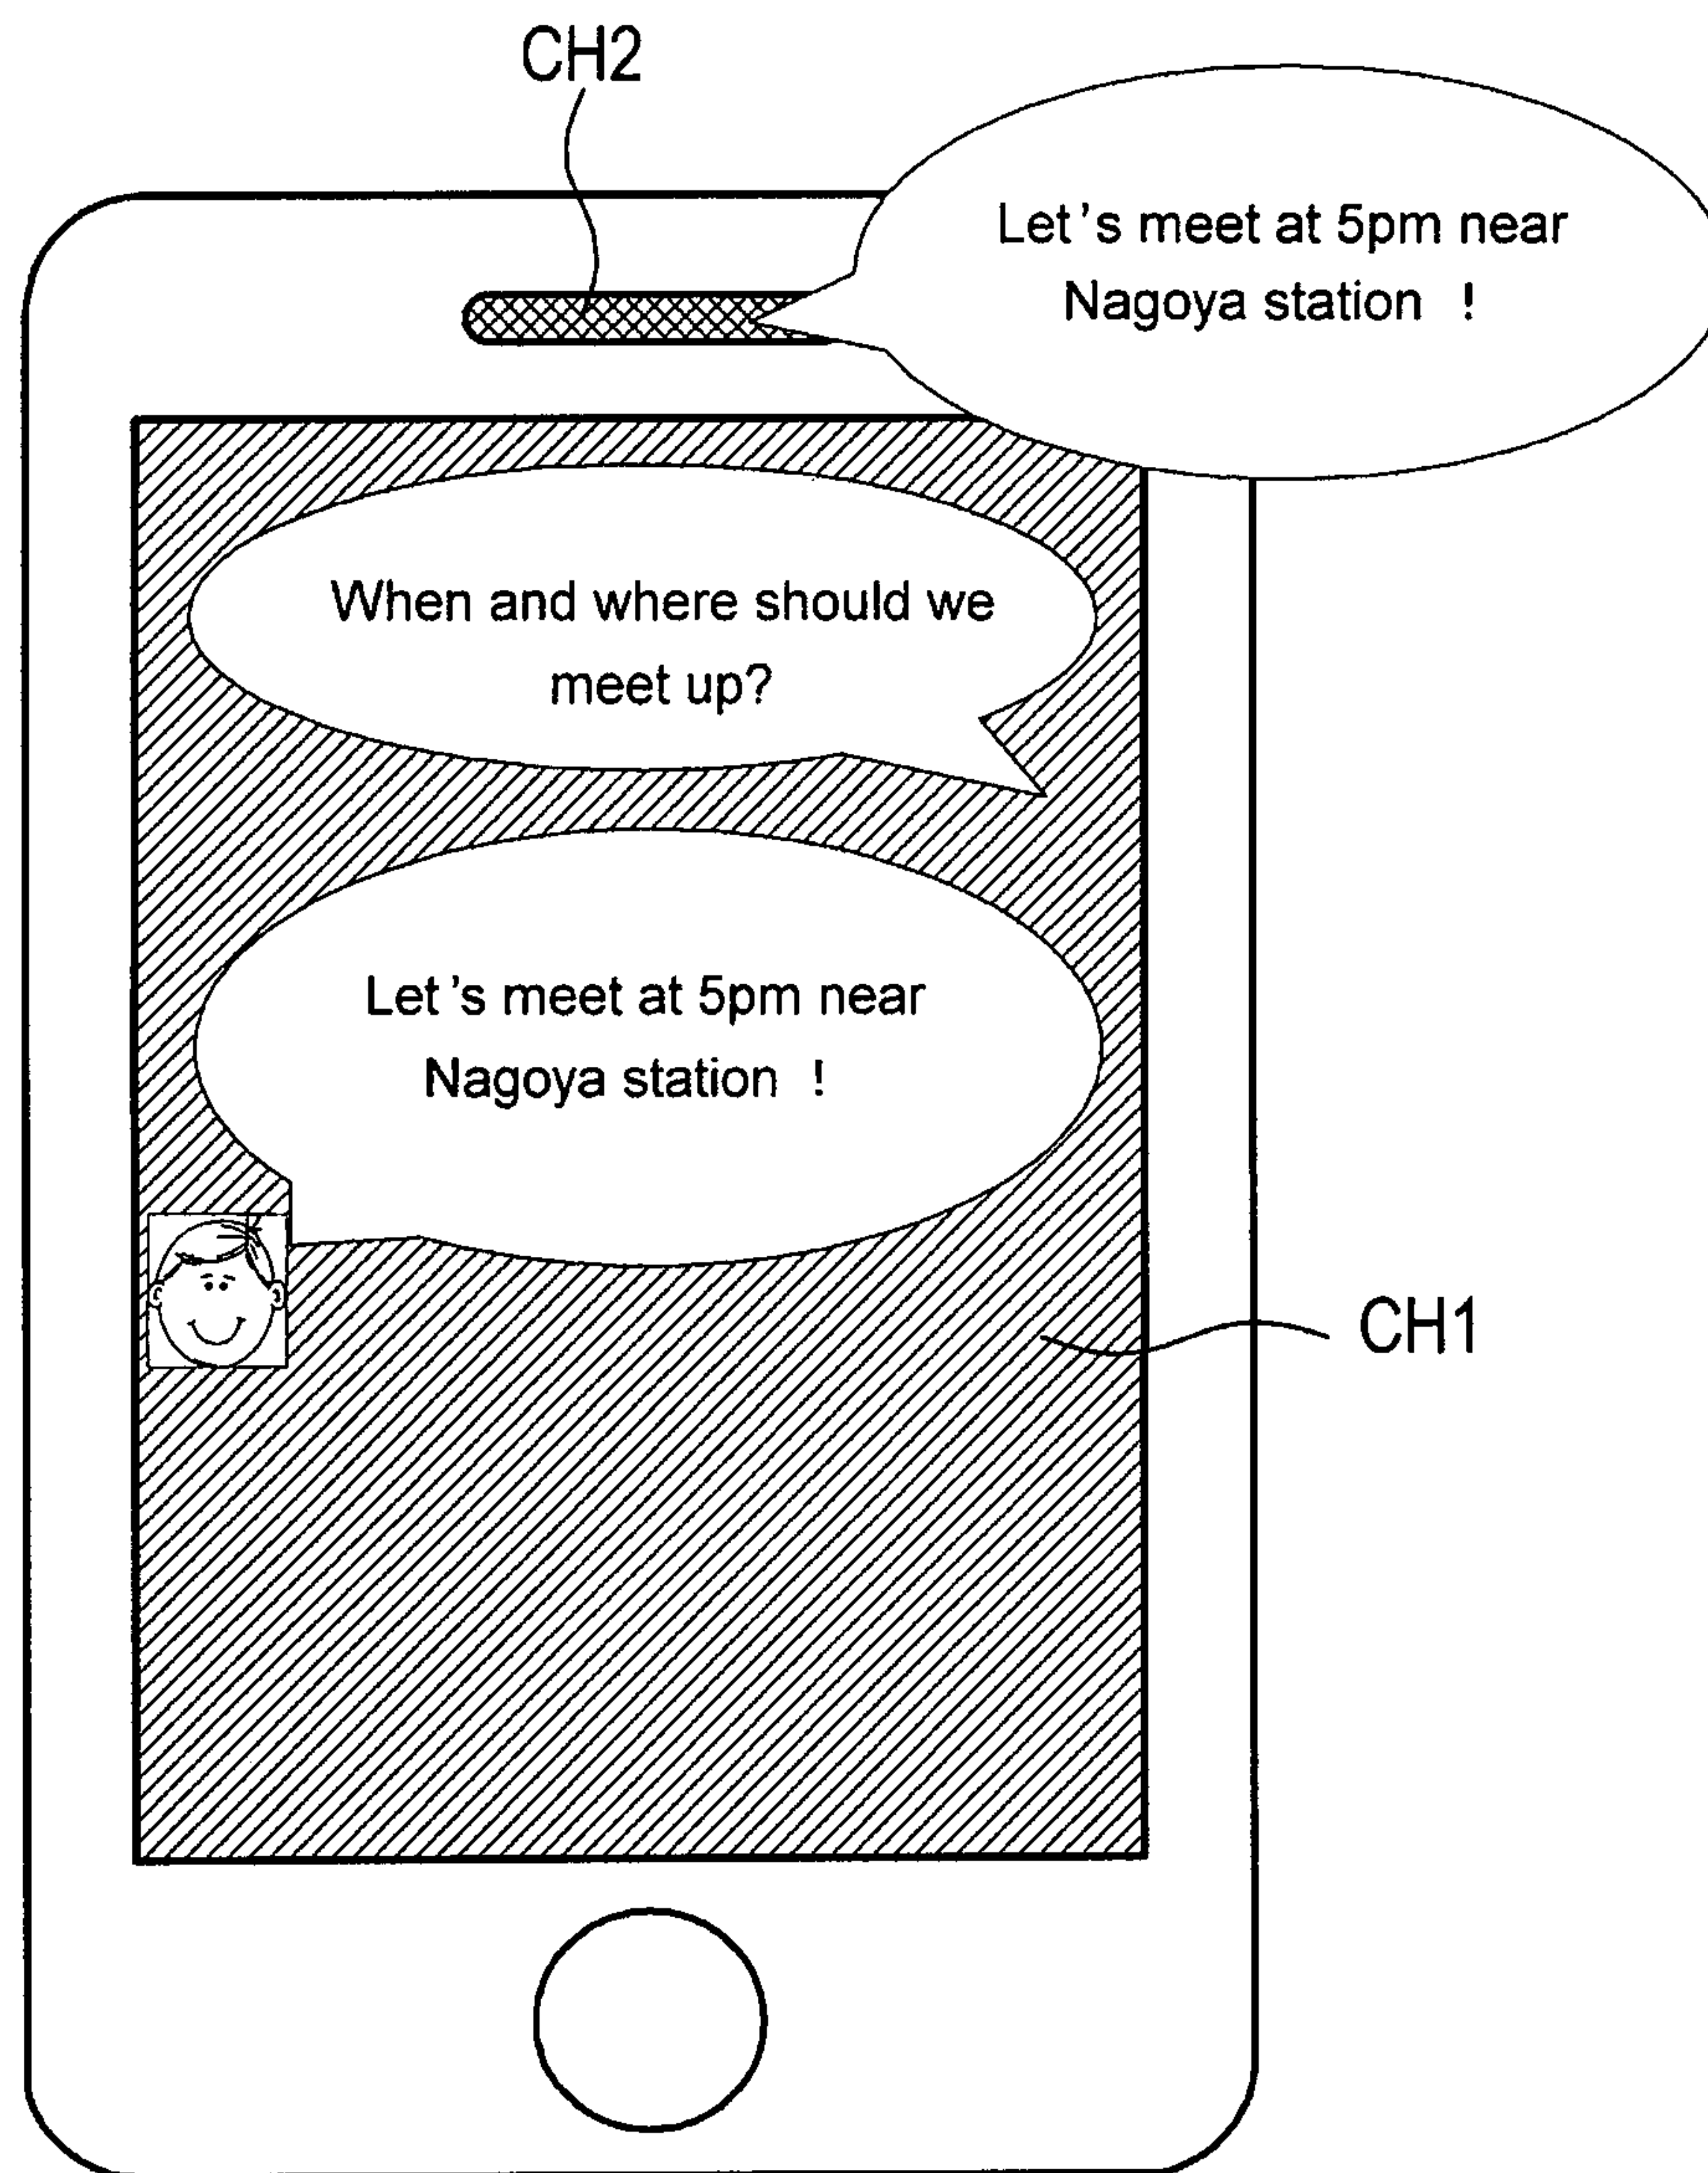 CH2
Let's meet at 5pm near
Nagoya station !
When and where should we
meet up?
Let's meet at 5pm near
Nagoya station !
CH1